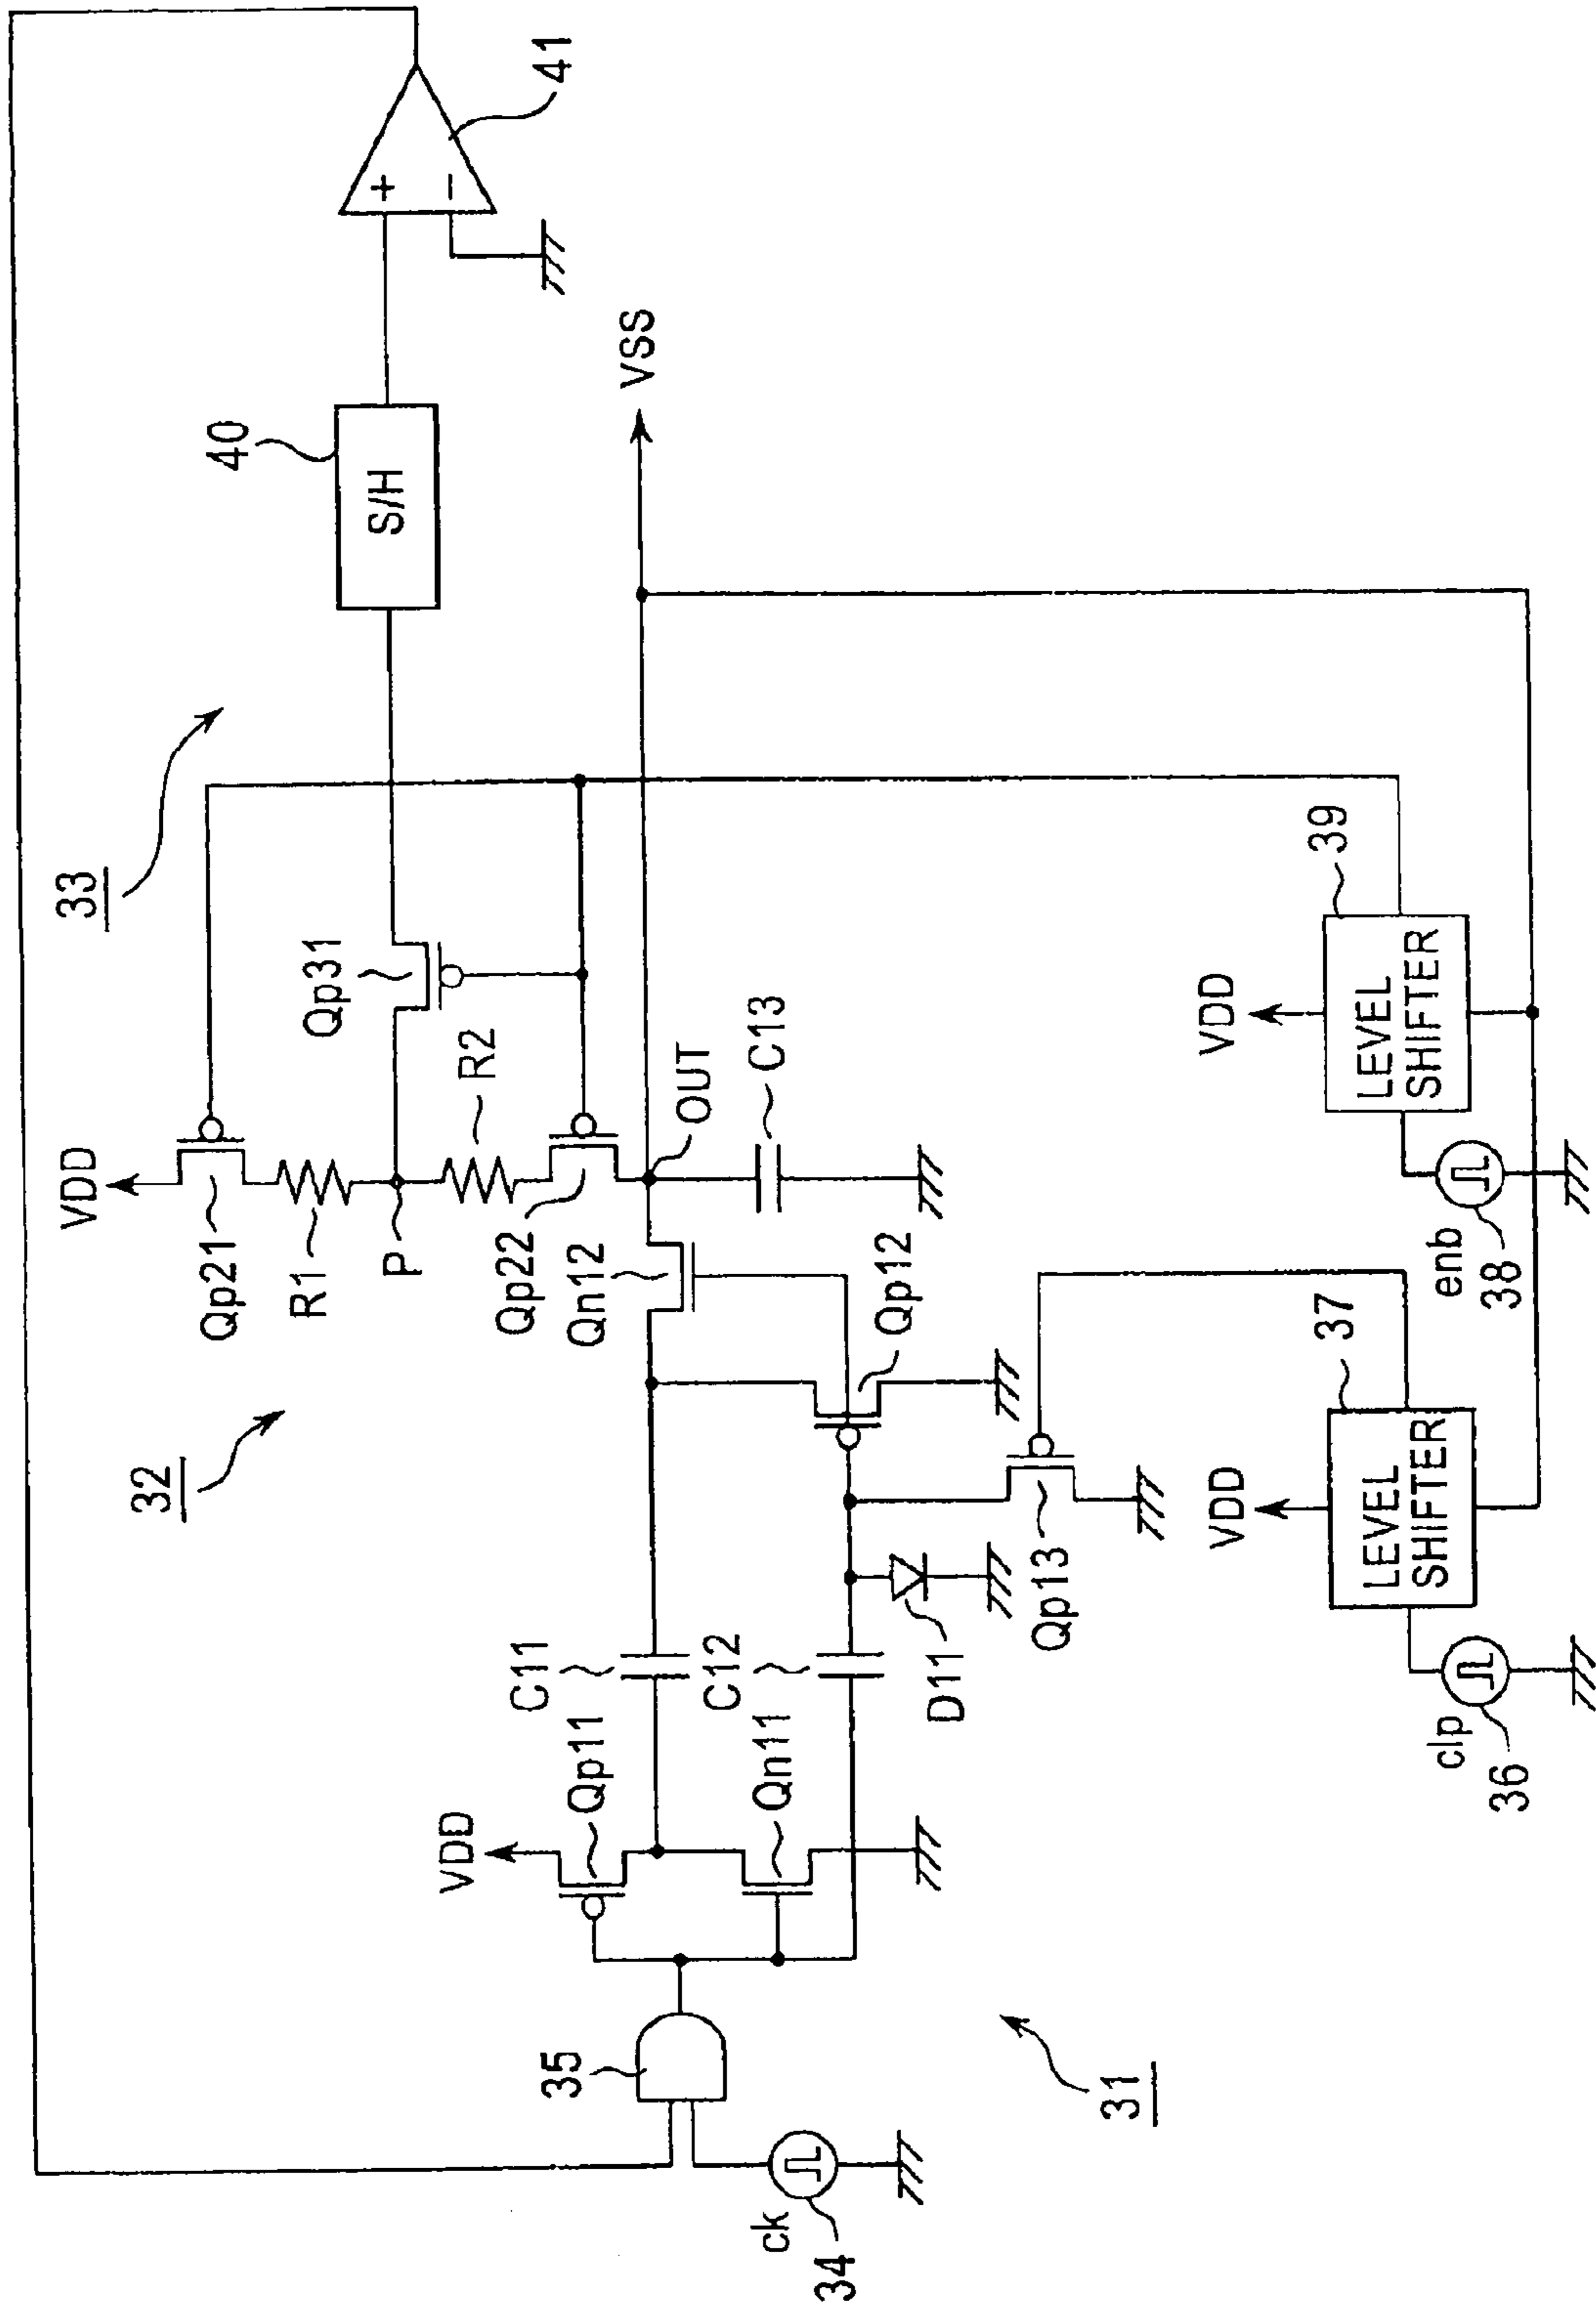 41
40
S/H
+
−
33
VSS
VDD
Qp21
R1
P
Qp31
R2
Qp22
OUT
C13
32
Qn12
Qp12
VDD
39
LEVEL
SHIFTER
enb
38
C11
C12
D11
Qp13
VDD
37
LEVEL
SHIFTER
clp
36
VDD
Qp11
Qn11
35
31
ck
34